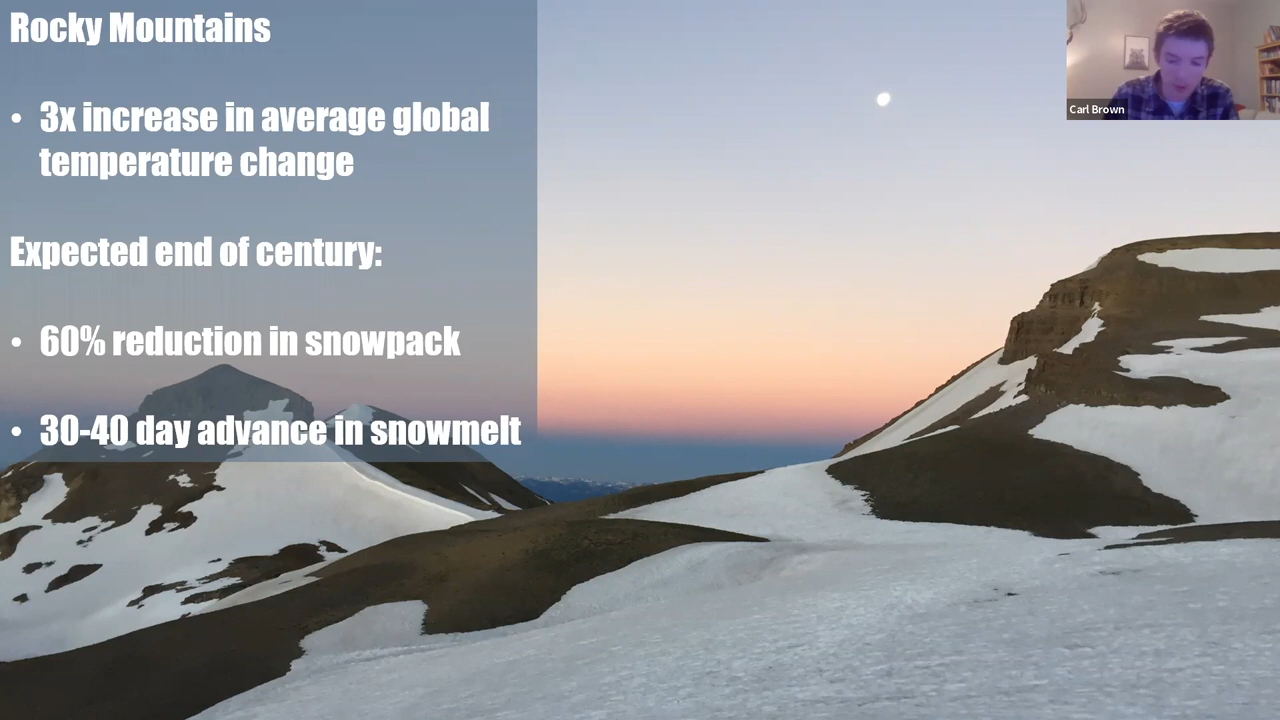 Rocky Mountains
• 3x increase in average global
temperature change
Expected end of century:
• 60% reduction in snowpack
• 30-40 day advance in snowmelt
Carl Brown